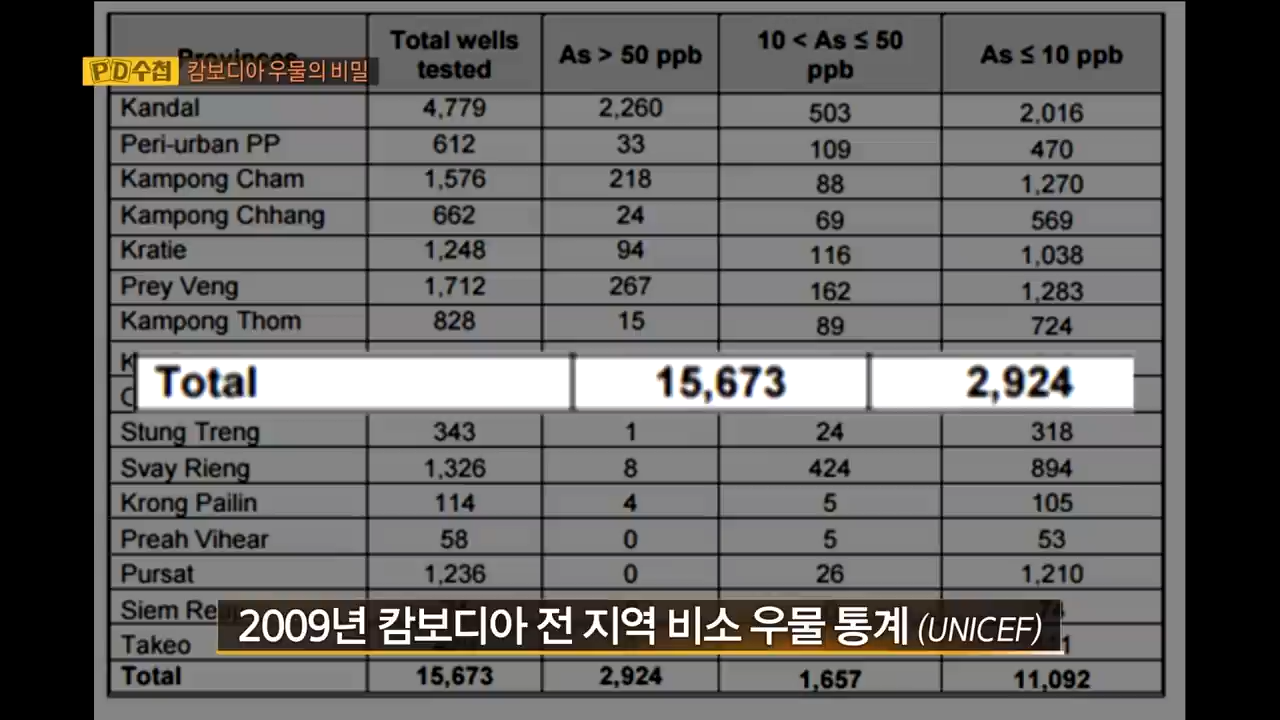 PD수첩 캄보디아 우물의 비밀
Provinces Total wells tested As > 50 ppb 10 < As ≤ 50 ppb As ≤ 10 ppb
Kandal 4,779 2,260 503 2,016
Peri-urban PP 612 33 109 470
Kampong Cham 1,576 218 88 1,270
Kampong Chhang 662 24 69 569
Kratie 1,248 94 116 1,038
Prey Veng 1,712 267 162 1,283
Kampong Thom 828 15 89 724
Total 15,673 2,924
Stung Treng 343 1 24 318
Svay Rieng 1,326 8 424 894
Krong Pailin 114 4 5 105
Preah Vihear 58 0 5 53
Pursat 1,236 0 26 1,210
Siem
2009년 캄보디아 전 지역 비소 우물 통계 (UNICEF)
Takeo
Total 15,673 2,924 1,657 11,092